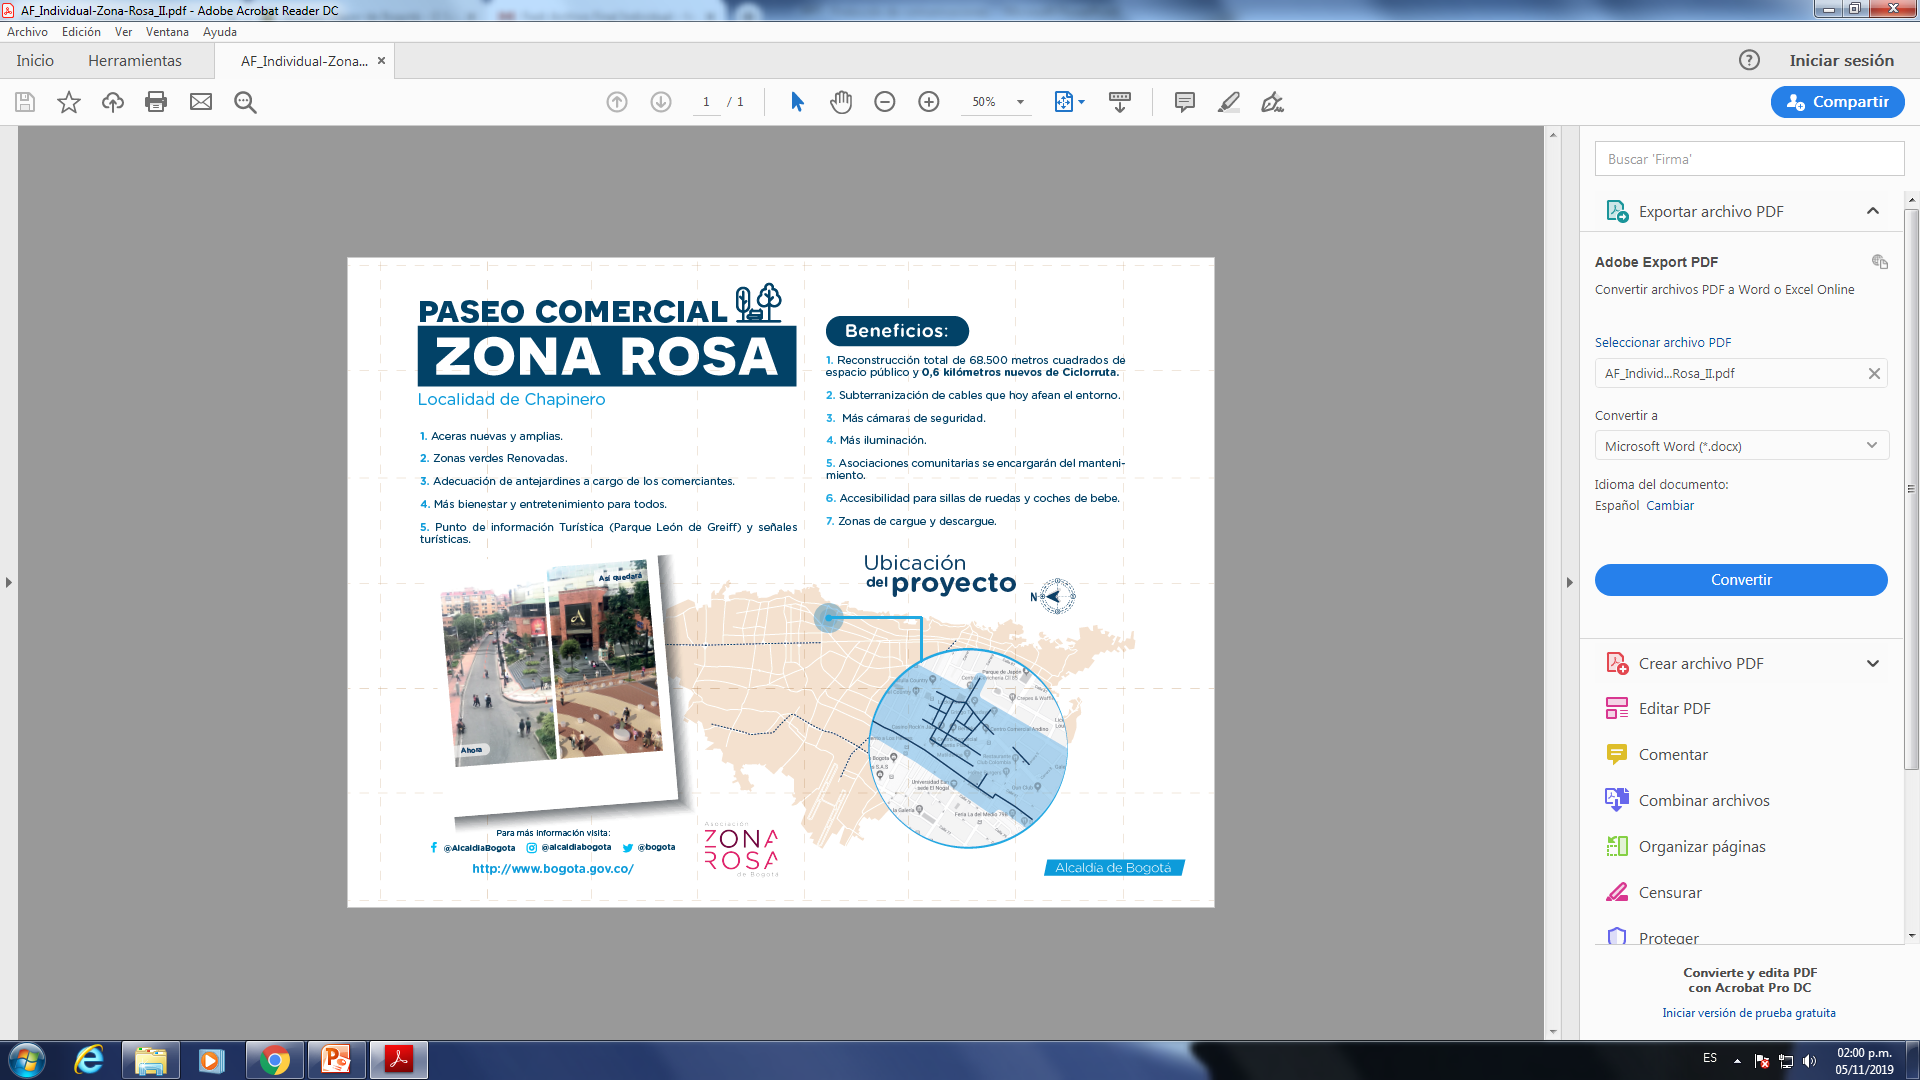 AF_Individual-Zona-Rosa_II.pdf - Adobe Acrobat Reader DC
Archivo Edición Ver Ventana Ayuda
Inicio Herramientas AF_Individual-Zona... Iniciar sesión
1 / 1 50% Compartir
PASEO COMERCIAL
ZONA ROSA
Localidad de Chapinero
1. Aceras nuevas y amplias.
2. Zonas verdes Renovadas.
3. Adecuación de antejardines a cargo de los comerciantes.
4. Más bienestar y entretenimiento para todos.
5. Punto de información Turística (Parque León de Greiff) y señales
turísticas.
Beneficios:
1. Reconstrucción total de 68.500 metros cuadrados de
espacio público y 0,6 kilómetros nuevos de Ciclorruta.
2. Subterranización de cables que hoy afean el entorno.
3. Más cámaras de seguridad.
4. Más iluminación.
5. Asociaciones comunitarias se encargarán del manteni-
miento.
6. Accesibilidad para sillas de ruedas y coches de bebe.
7. Zonas de cargue y descargue.
Ubicación
del proyecto
N
Así quedará
Ahora
Para más información visita:
@AlcaldiaBogota @alcaldiabogota @bogota
http://www.bogota.gov.co/
Asociación
ZONA
ROSA
de Bogotá
Alcaldía de Bogotá
Buscar 'Firma'
Exportar archivo PDF
Adobe Export PDF
Convertir archivos PDF a Word o Excel Online
Seleccionar archivo PDF
AF_Individ...Rosa_II.pdf
Convertir a
Microsoft Word (*.docx)
Idioma del documento:
Español Cambiar
Convertir
Crear archivo PDF
Editar PDF
Comentar
Combinar archivos
Organizar páginas
Censurar
Proteger
Convierte y edita PDF
con Acrobat Pro DC
Iniciar versión de prueba gratuita
ES 02:00 p.m.
05/11/2019